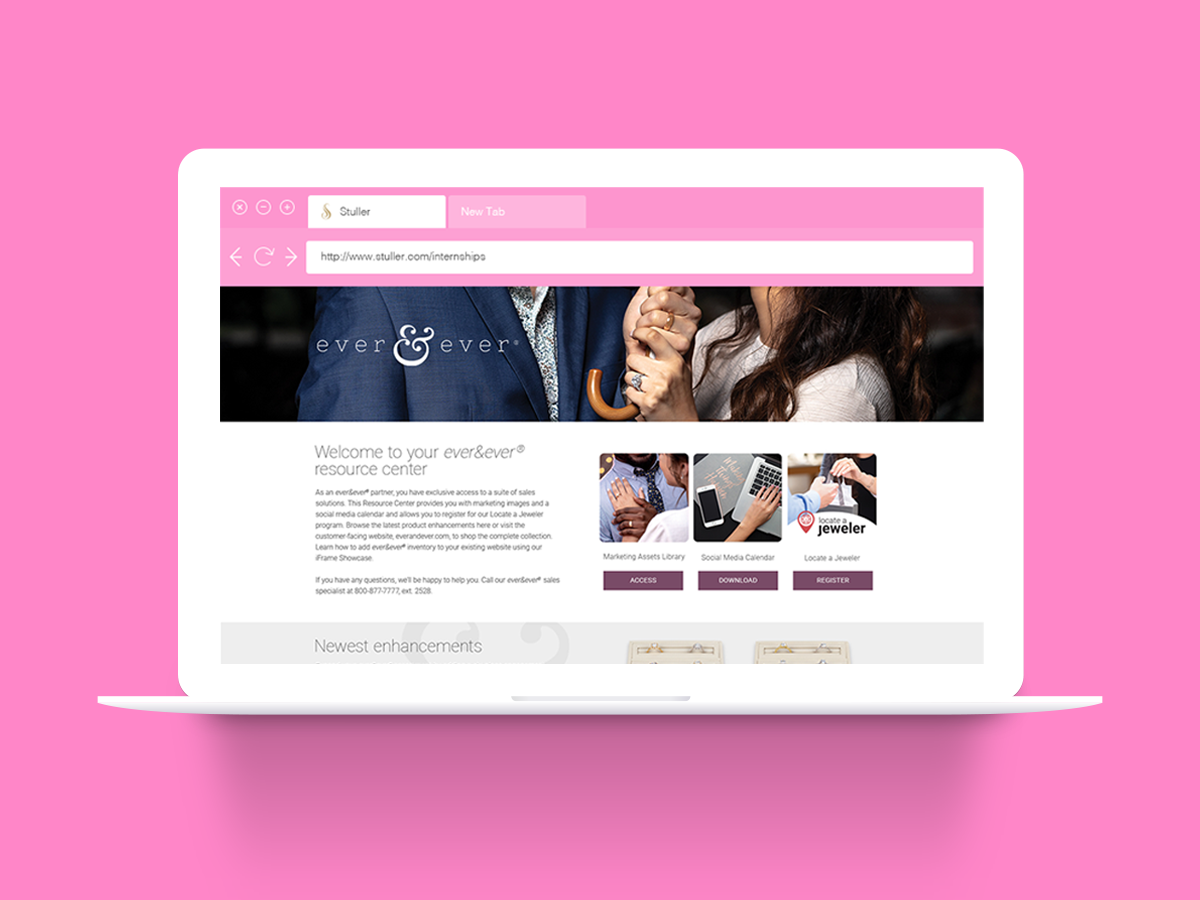 Stuller
New Tab
http://www.stuller.com/internships
ever & ever®
Welcome to your ever&ever®
resource center
As an ever&ever® partner, you have exclusive access to a suite of sales
solutions. This Resource Center provides you with marketing images and a
social media calendar and allows you to register for our Locate a Jeweler
program. Browse the latest product enhancements here or visit the
customer-facing website, everandever.com, to shop the complete collection.
Learn how to add ever&ever® inventory to your existing website using our
iFrame Showcase.
If you have any questions, we'll be happy to help you. Call our ever&ever® sales
specialist at 800-877-7777, ext. 2528.
Make
Things
Happen
locate a
jeweler
Marketing Assets Library
Social Media Calendar
Locate a Jeweler
ACCESS
DOWNLOAD
REGISTER
&
Newest enhancements